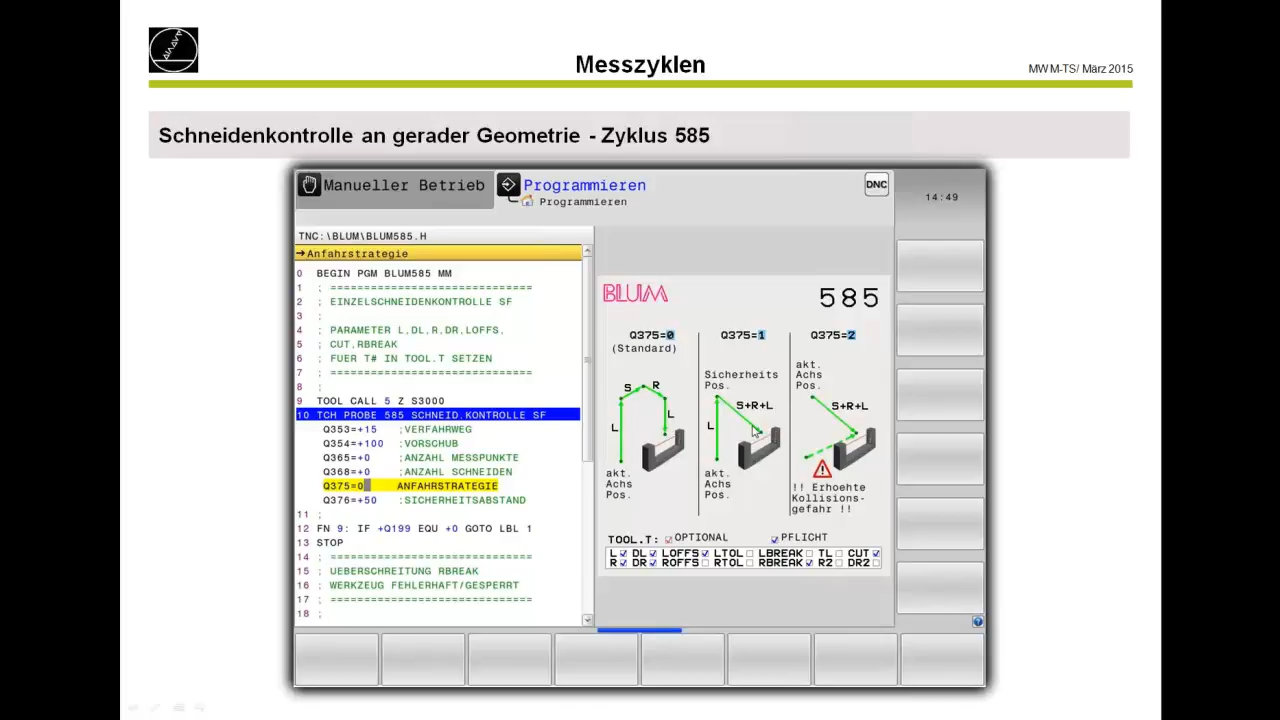 Messzyklen
MWM-TS/ März 2015
Schneidenkontrolle an gerader Geometrie - Zyklus 585
Manueller Betrieb
Programmieren
Programmieren
DNC
14:49
TNC:\BLUM\BLUM585.H
→Anfahrstrategie
0 BEGIN PGM BLUM585 MM
1 ; =============================
2 ; EINZELSCHNEIDENKONTROLLE SF
3 ;
4 ; PARAMETER L,DL,R,DR,LOFFS,
5 ; CUT,RBREAK
6 ; FUER T# IN TOOL.T SETZEN
7 ; =============================
8 ;
9 TOOL CALL 5 Z S3000
10 TCH PROBE 585 SCHNEID.KONTROLLE SF
Q353=+15 ;VERFAHRWEG
Q354=+100 ;VORSCHUB
Q365=+0 ;ANZAHL MESSPUNKTE
Q368=+0 ;ANZAHL SCHNEIDEN
Q375=0 ANFAHRSTRATEGIE
Q376=+50 ;SICHERHEITSABSTAND
11 ;
12 FN 9: IF +Q199 EQU +0 GOTO LBL 1
13 STOP
14 ; =============================
15 ; UEBERSCHREITUNG RBREAK
16 ; WERKZEUG FEHLERHAFT/GESPERRT
17 ; =============================
18 ;
BLUM
585
Q375=0
(Standard)
S R
L
L
akt.
Achs
Pos.
Q375=1
Sicherheits
Pos.
S+R+L
L
akt.
Achs
Pos.
Q375=2
akt.
Achs
Pos.
S+R+L
!! Erhoehte
Kollisions-
gefahr !!
TOOL.T: OPTIONAL PFLICHT
L DL LOFFS LTOL LBREAK TL CUT
R DR ROFFS RTOL RBREAK R2 DR2